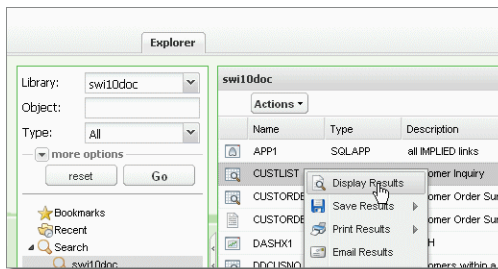 Explorer
Library: swi10doc
Object:
Type: All
more options
reset Go
Bookmarks
Recent
Search
swi10doc
swi10doc
Actions
Name Type Description
APP1 SQLAPP all IMPLIED links
CUSTLIST omer Inquiry
CUSTORDE omer Order Sur
CUSTORDE omer Order Sur
DASHX1 H
DDCUSNO omers within a
Display Results
Save Results
Print Results
Email Results